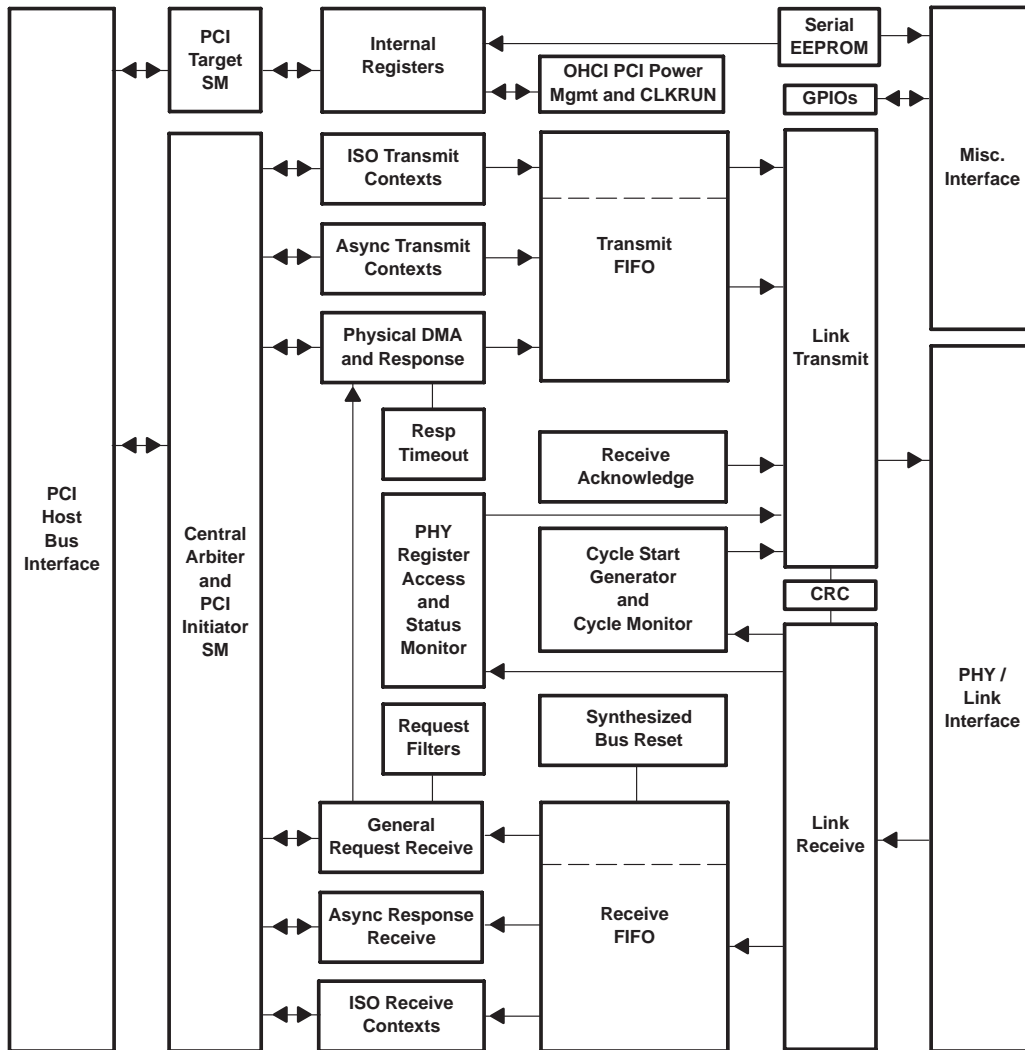 PCI
Host
Bus
Interface
PCI
Target
SM
Central
Arbiter
and
PCI
Initiator
SM
Internal
Registers
Serial
EEPROM
OHCI PCI Power
Mgmt and CLKRUN
GPIOs
Misc.
Interface
ISO Transmit
Contexts
Async Transmit
Contexts
Physical DMA
and Response
Transmit
FIFO
Link
Transmit
Resp
Timeout
Receive
Acknowledge
PHY
Register
Access
and
Status
Monitor
Cycle Start
Generator
and
Cycle Monitor
CRC
PHY /
Link
Interface
Request
Filters
Synthesized
Bus Reset
General
Request Receive
Async Response
Receive
ISO Receive
Contexts
Receive
FIFO
Link
Receive